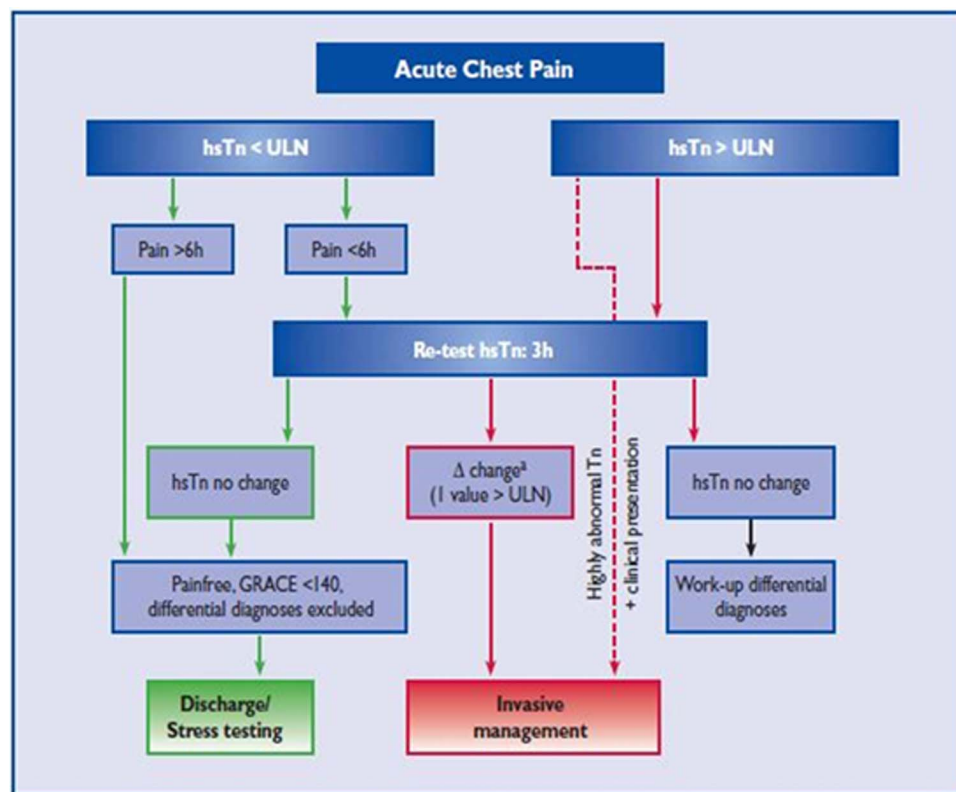 Acute Chest Pain
hsTn < ULN
hsTn > ULN
Pain >6h
Pain <6h
Re-test hsTn: 3h
hsTn no change
Δ changeᵃ
(1 value > ULN)
Highly abnormal Tn
+ clinical presentation
hsTn no change
Painfree, GRACE <140,
differential diagnoses excluded
Work-up differential
diagnoses
Discharge/
Stress testing
Invasive
management